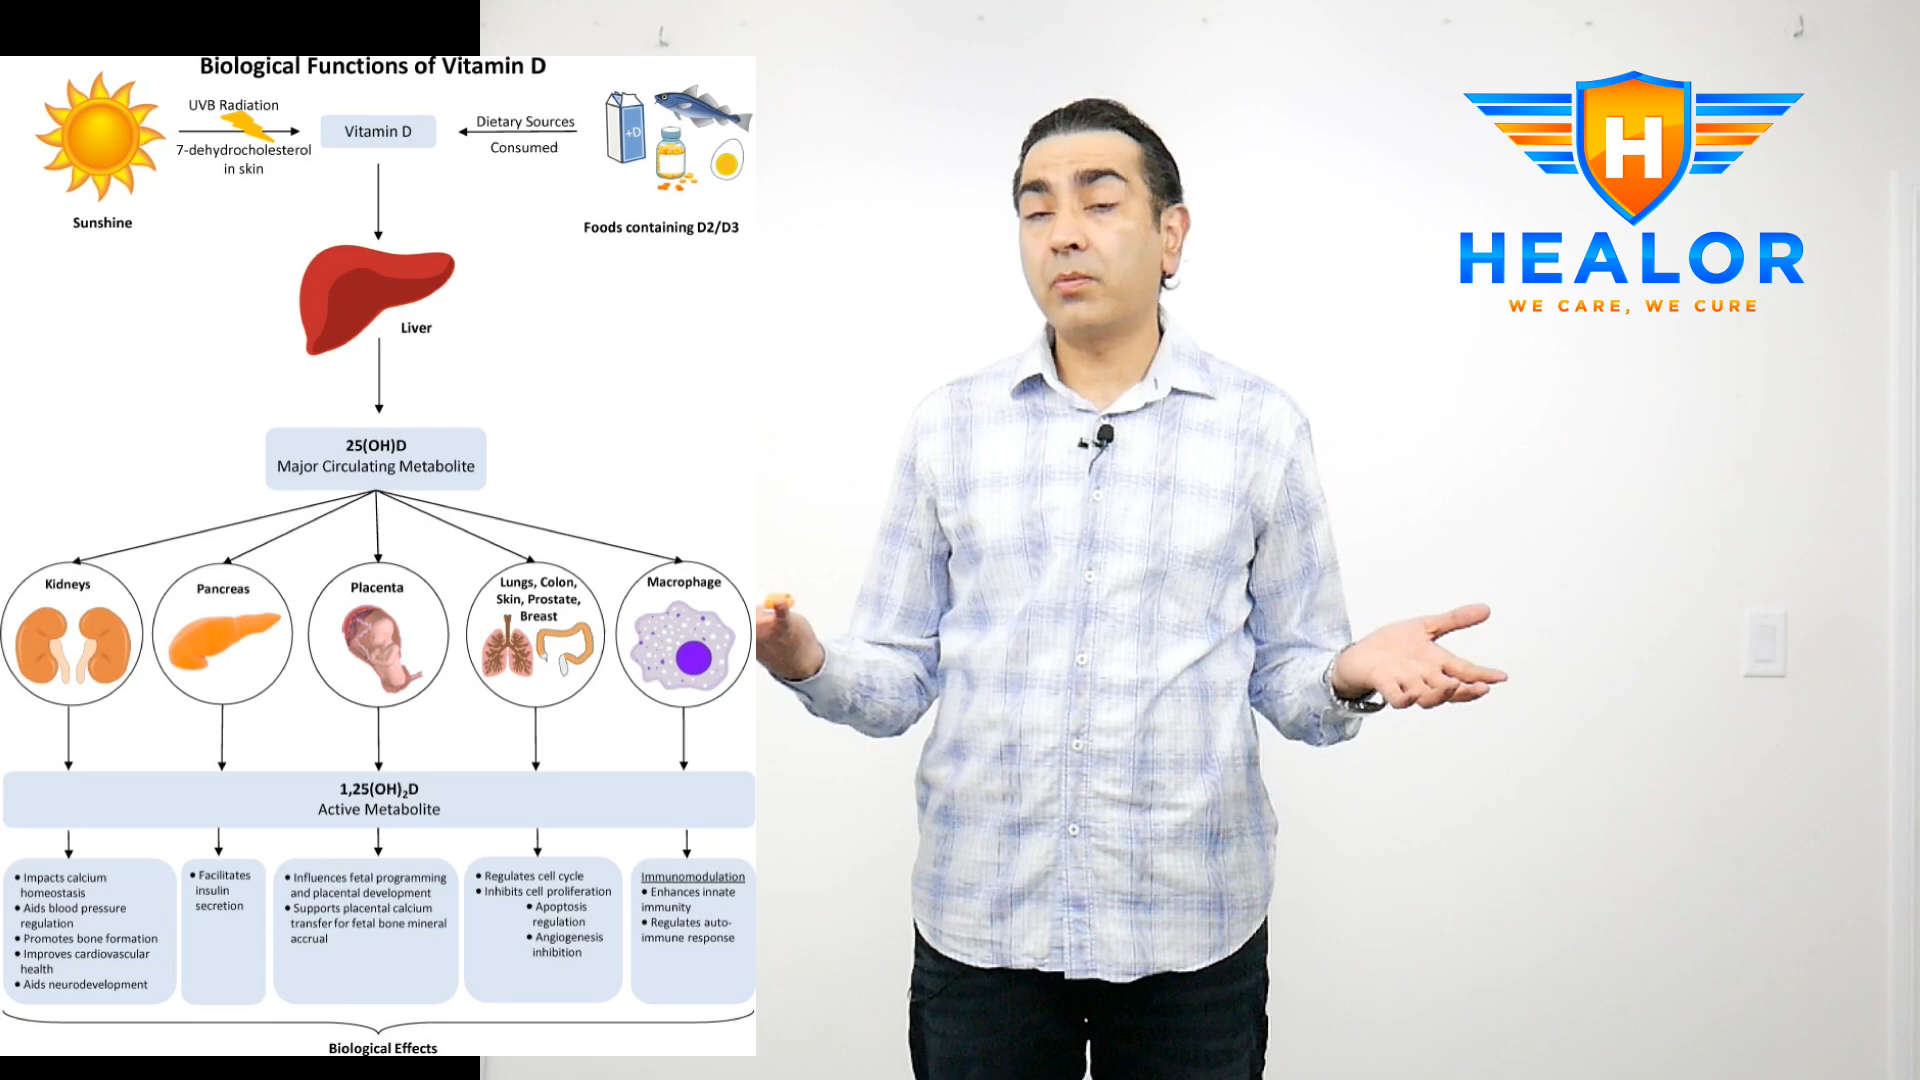 Biological Functions of Vitamin D
UVB Radiation
7-dehydrocholesterol
in skin
Sunshine
Vitamin D
Dietary Sources
Consumed
+D
Foods containing D2/D3
Liver
25(OH)D
Major Circulating Metabolite
Kidneys
Pancreas
Placenta
Lungs, Colon,
Skin, Prostate,
Breast
Macrophage
1,25(OH)₂D
Active Metabolite
• Impacts calcium
homeostasis
• Aids blood pressure
regulation
• Promotes bone formation
• Improves cardiovascular
health
• Aids neurodevelopment
• Facilitates
insulin
secretion
• Influences fetal programming
and placental development
• Supports placental calcium
transfer for fetal bone mineral
accrual
• Regulates cell cycle
• Inhibits cell proliferation
• Apoptosis
regulation
• Angiogenesis
inhibition
Immunomodulation
• Enhances innate
immunity
• Regulates auto-
immune response
Biological Effects
H
HEALOR
WE CARE, WE CURE